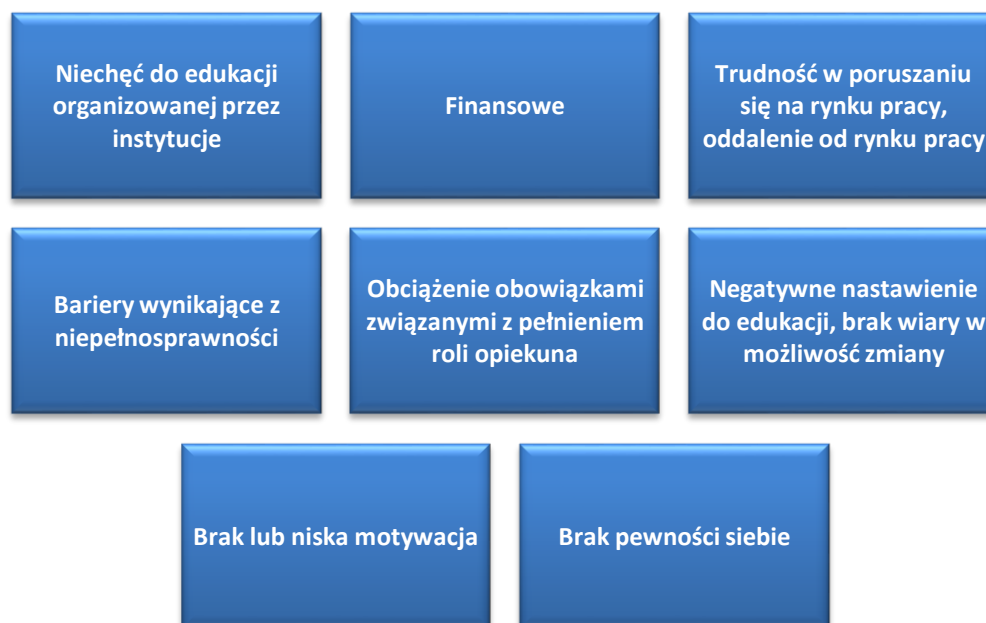 Niechęć do edukacji
organizowanej przez
instytucje
Finansowe
Trudność w poruszaniu
się na rynku pracy,
oddalenie od rynku pracy
Bariery wynikające z
niepełnosprawności
Obciążenie obowiązkami
związanymi z pełnieniem
roli opiekuna
Negatywne nastawienie
do edukacji, brak wiary w
możliwość zmiany
Brak lub niska motywacja
Brak pewności siebie